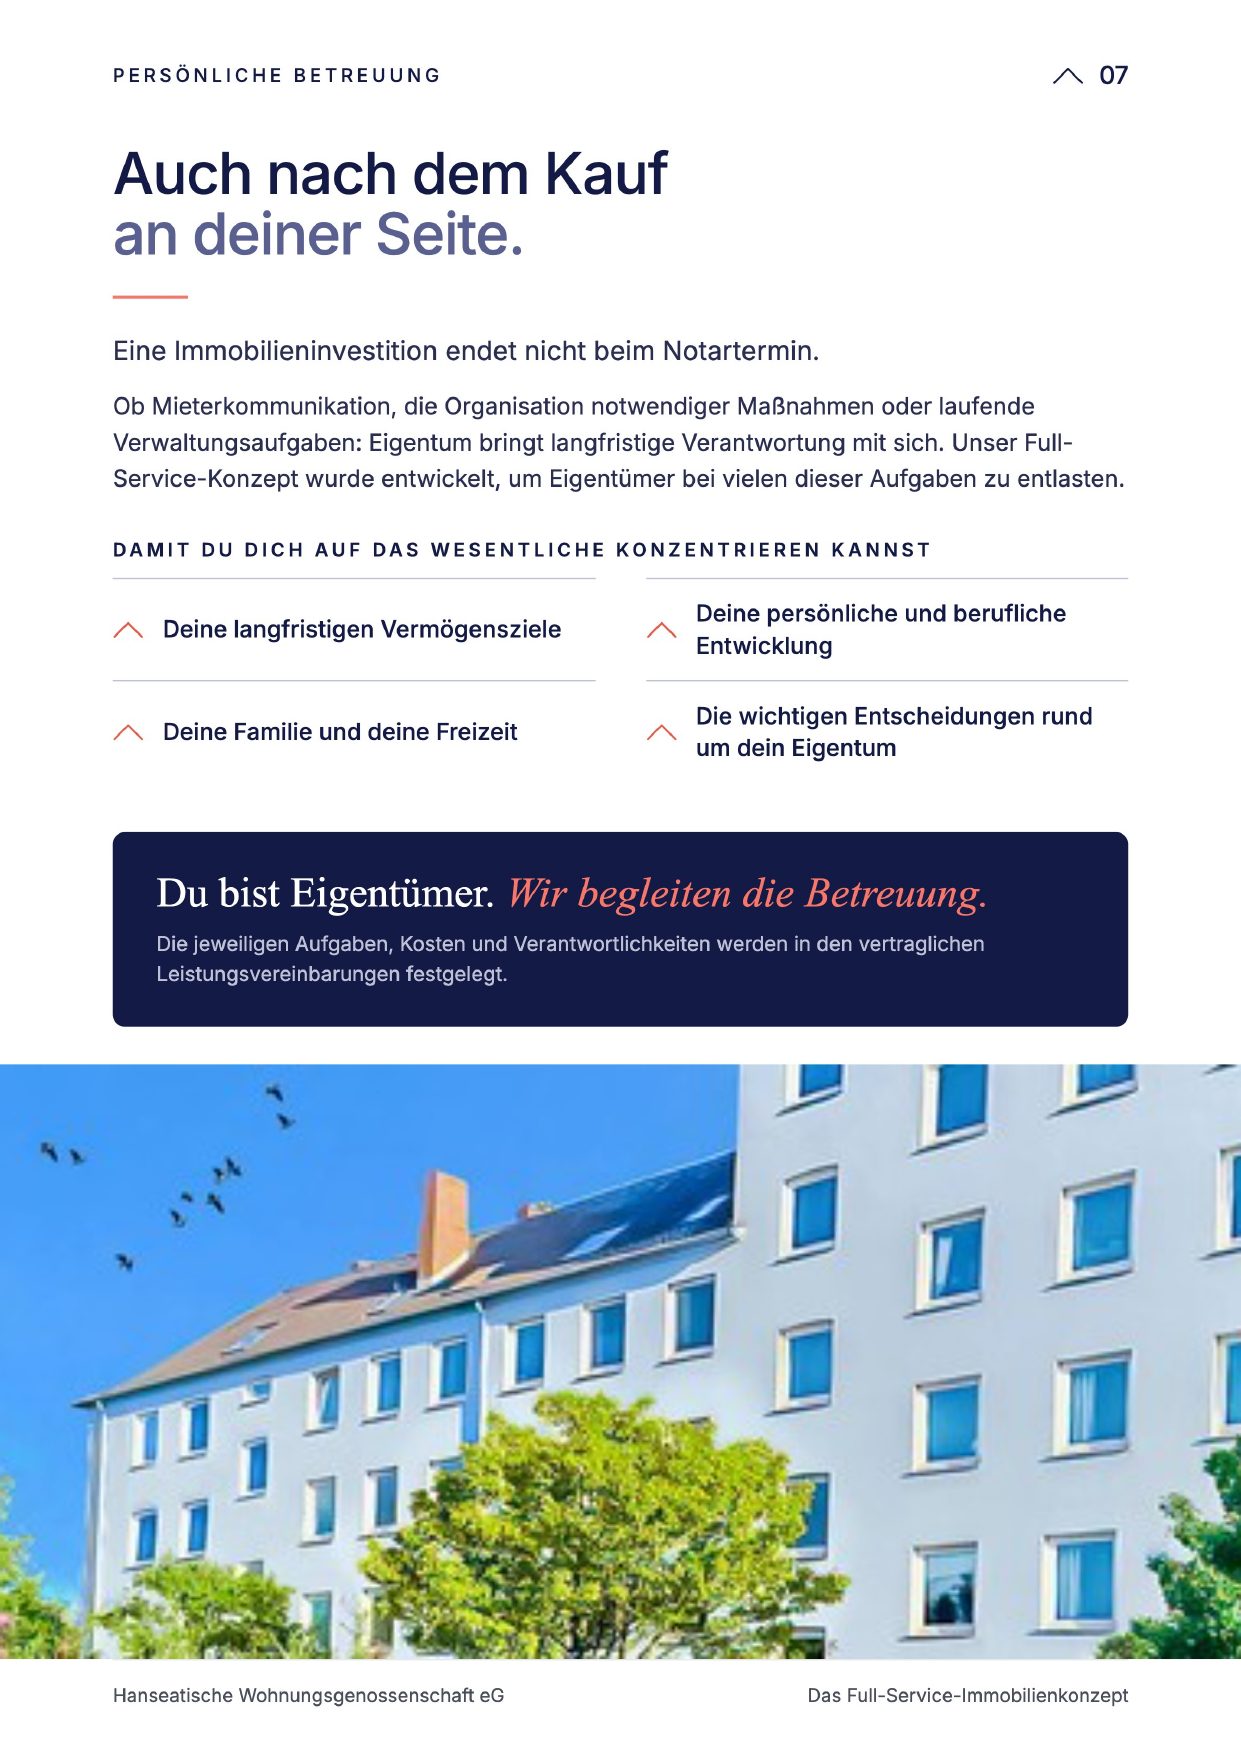 PERSÖNLICHE BETREUUNG
07
Auch nach dem Kauf
an deiner Seite.
Eine Immobilieninvestition endet nicht beim Notartermin.
Ob Mieterkommunikation, die Organisation notwendiger Maßnahmen oder laufende
Verwaltungsaufgaben: Eigentum bringt langfristige Verantwortung mit sich. Unser Full-
Service-Konzept wurde entwickelt, um Eigentümer bei vielen dieser Aufgaben zu entlasten.
DAMIT DU DICH AUF DAS WESENTLICHE KONZENTRIEREN KANNST
Deine langfristigen Vermögensziele
Deine persönliche und berufliche
Entwicklung
Deine Familie und deine Freizeit
Die wichtigen Entscheidungen rund
um dein Eigentum
Du bist Eigentümer. Wir begleiten die Betreuung.
Die jeweiligen Aufgaben, Kosten und Verantwortlichkeiten werden in den vertraglichen
Leistungsvereinbarungen festgelegt.
Hanseatische Wohnungsgenossenschaft eG
Das Full-Service-Immobilienkonzept